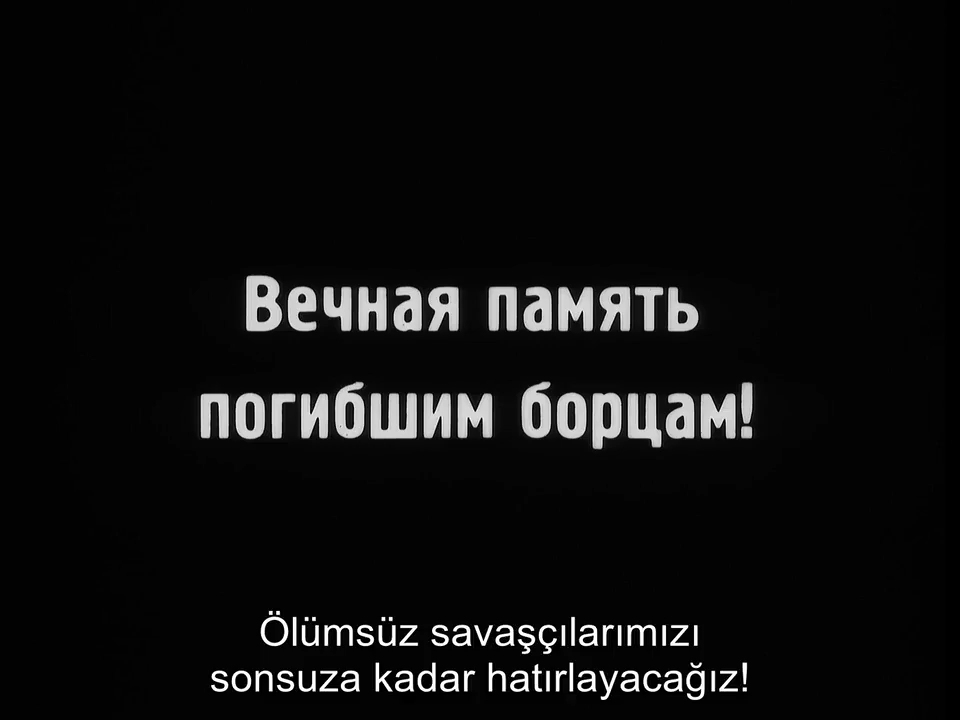 Вечная память
погибшим борцам!
Ölümsüz savaşçılarımızı
sonsuza kadar hatırlayacağız!